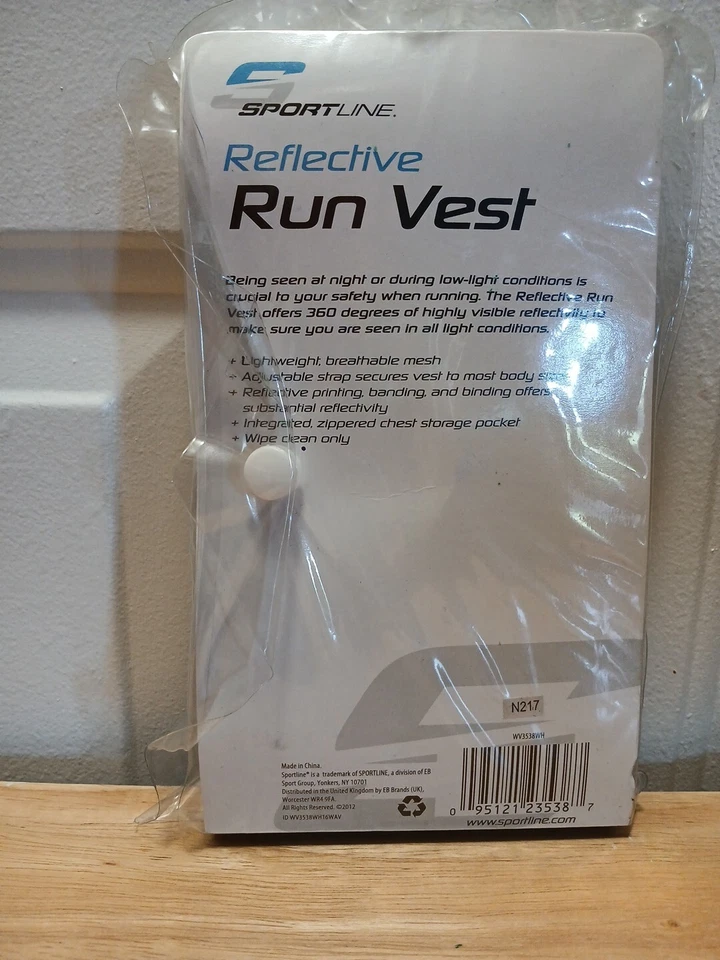 SPORTLINE.
Reflective
Run Vest
Being seen at night or during low-light conditions is
crucial to your safety when running. The Reflective Run
Vest offers 360 degrees of highly visible reflectivity to
make sure you are seen in all light conditions.
+ Lightweight, breathable mesh
+ Adjustable strap secures vest to most body
+ Reflective printing, banding, and binding offers
substantial reflectivity
+ Integrated, zippered chest storage pocket
+ Wipe clean only
N217
WV3538WH
Made in China.
Sportline® is a trademark of SPORTLINE, a division of EB
Sport Group, Yonkers, NY 10701
Distributed in the United Kingdom by EB Brands (UK),
Worcester WR4 9FA.
All Rights Reserved. ©2012
ID WV3538WH16WAV
0 95121 23538 7
www.sportline.com